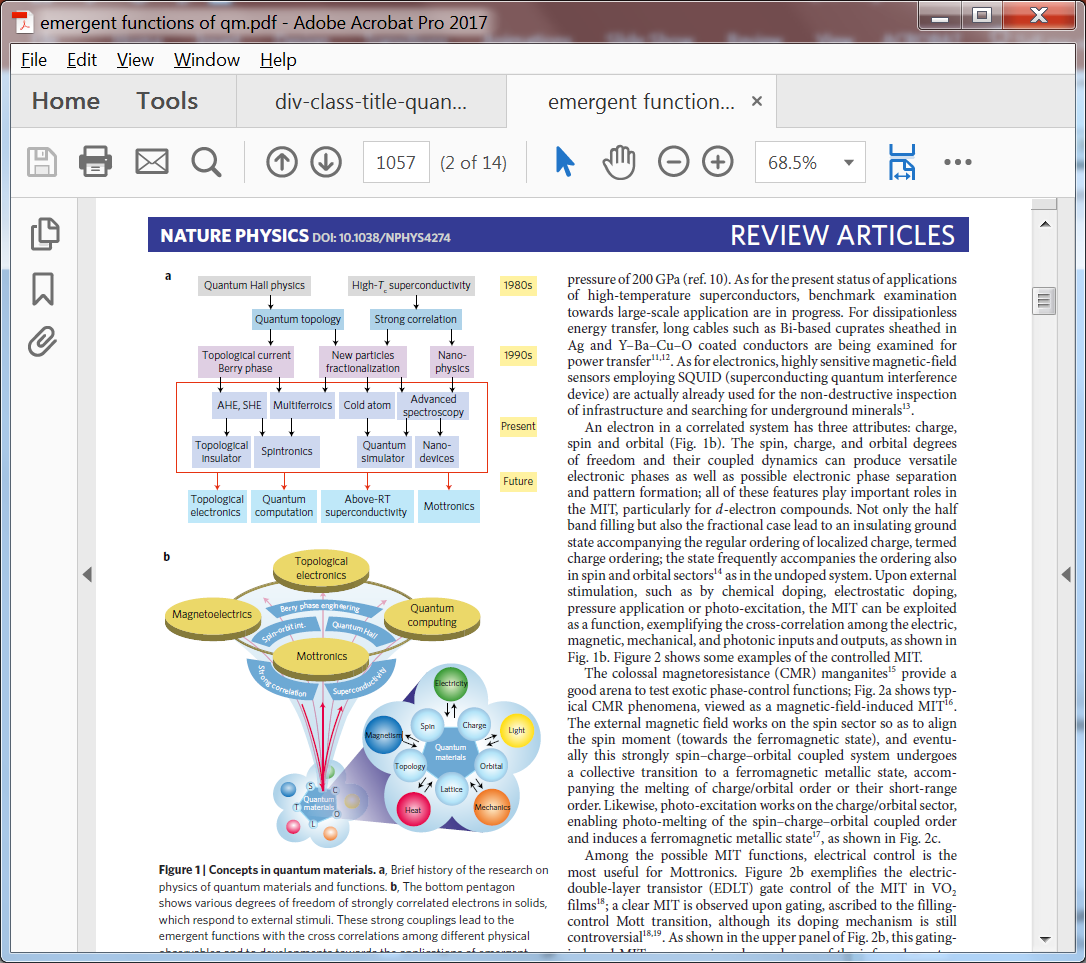 emergent functions of qm.pdf - Adobe Acrobat Pro 2017
File Edit View Window Help
Home Tools div-class-title-quan... emergent function... ×
1057 (2 of 14) 68.5%
NATURE PHYSICS DOI: 10.1038/NPHYS4274 REVIEW ARTICLES
a
Quantum Hall physics High-Tc superconductivity 1980s
Quantum topology Strong correlation
Topological current
Berry phase
New particles
fractionalization
Nano-
physics
1990s
AHE, SHE Multiferroics Cold atom
Advanced
spectroscopy
Present
Topological
insulator
Spintronics
Quantum
simulator
Nano-
devices
Future
Topological
electronics
Quantum
computation
Above-RT
superconductivity
Mottronics
b
Topological
electronics
Magnetoelectrics
Berry phase engineering
Quantum
computing
Spin-orbit int.
Quantum Hall
Mottronics
Strong correlation
Superconductivity
Electricity
Spin
Charge
Magnetism
Light
Quantum
materials
Topology
Orbital
Lattice
Heat
Mechanics
S
C
T
Quantum
materials
O
L
Figure 1 | Concepts in quantum materials. a, Brief history of the research on
physics of quantum materials and functions. b, The bottom pentagon
shows various degrees of freedom of strongly correlated electrons in solids,
which respond to external stimuli. These strong couplings lead to the
emergent functions with the cross correlations among different physical
pressure of 200 GPa (ref. 10). As for the present status of applications
of high-temperature superconductors, benchmark examination
towards large-scale application are in progress. For dissipationless
energy transfer, long cables such as Bi-based cuprates sheathed in
Ag and Y–Ba–Cu–O coated conductors are being examined for
power transfer11,12. As for electronics, highly sensitive magnetic-field
sensors employing SQUID (superconducting quantum interference
device) are actually already used for the non-destructive inspection
of infrastructure and searching for underground minerals13.
An electron in a correlated system has three attributes: charge,
spin and orbital (Fig. 1b). The spin, charge, and orbital degrees
of freedom and their coupled dynamics can produce versatile
electronic phases as well as possible electronic phase separation
and pattern formation; all of these features play important roles in
the MIT, particularly for d-electron compounds. Not only the half
band filling but also the fractional case lead to an insulating ground
state accompanying the regular ordering of localized charge, termed
charge ordering; the state frequently accompanies the ordering also
in spin and orbital sectors14 as in the undoped system. Upon external
stimulation, such as by chemical doping, electrostatic doping,
pressure application or photo-excitation, the MIT can be exploited
as a function, exemplifying the cross-correlation among the electric,
magnetic, mechanical, and photonic inputs and outputs, as shown in
Fig. 1b. Figure 2 shows some examples of the controlled MIT.
The colossal magnetoresistance (CMR) manganites15 provide a
good arena to test exotic phase-control functions; Fig. 2a shows typ-
ical CMR phenomena, viewed as a magnetic-field-induced MIT16.
The external magnetic field works on the spin sector so as to align
the spin moment (towards the ferromagnetic state), and eventu-
ally this strongly spin–charge–orbital coupled system undergoes
a collective transition to a ferromagnetic metallic state, accom-
panying the melting of charge/orbital order or their short-range
order. Likewise, photo-excitation works on the charge/orbital sector,
enabling photo-melting of the spin–charge–orbital coupled order
and induces a ferromagnetic metallic state17, as shown in Fig. 2c.
Among the possible MIT functions, electrical control is the
most useful for Mottronics. Figure 2b exemplifies the electric-
double-layer transistor (EDLT) gate control of the MIT in VO2
films18; a clear MIT is observed upon gating, ascribed to the filling-
control Mott transition, although its doping mechanism is still
controversial18,19. As shown in the upper panel of Fig. 2b, this gating-